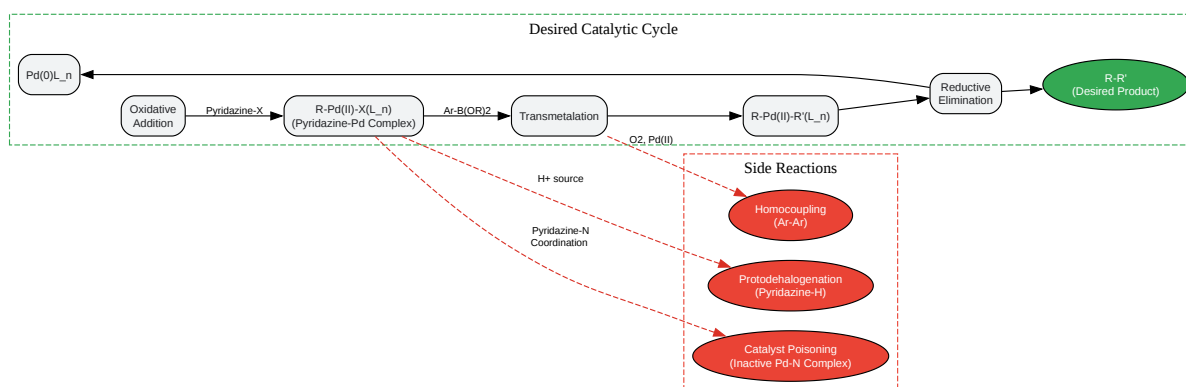 Desired Catalytic Cycle
Pd(0)L_n
Oxidative
Addition
Pyridazine-X
R-Pd(II)-X(L_n)
(Pyridazine-Pd Complex)
Ar-B(OR)2
Transmetalation
R-Pd(II)-R'(L_n)
Reductive
Elimination
R-R'
(Desired Product)
O2, Pd(II)
H+ source
Pyridazine-N
Coordination
Side Reactions
Homocoupling
(Ar-Ar)
Protodehalogenation
(Pyridazine-H)
Catalyst Poisoning
(Inactive Pd-N Complex)